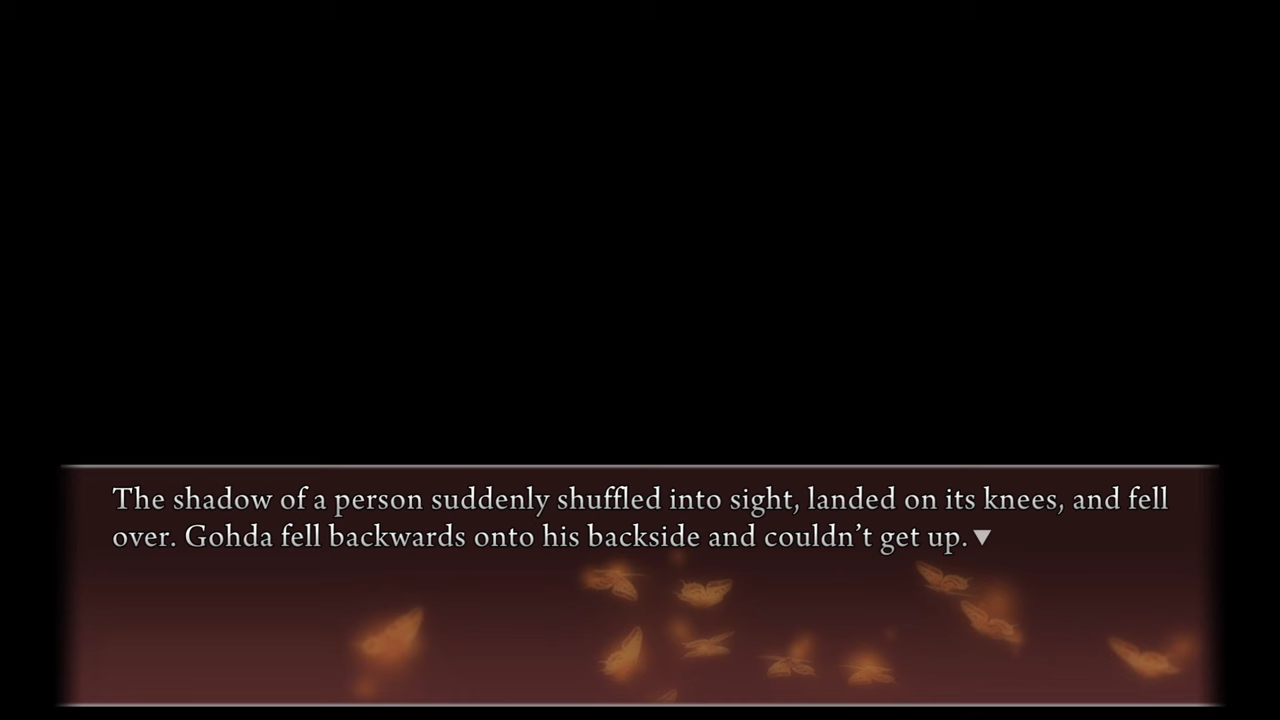 The shadow of a person suddenly shuffled into sight, landed on its knees, and fell
over. Gohda fell backwards onto his backside and couldn’t get up.